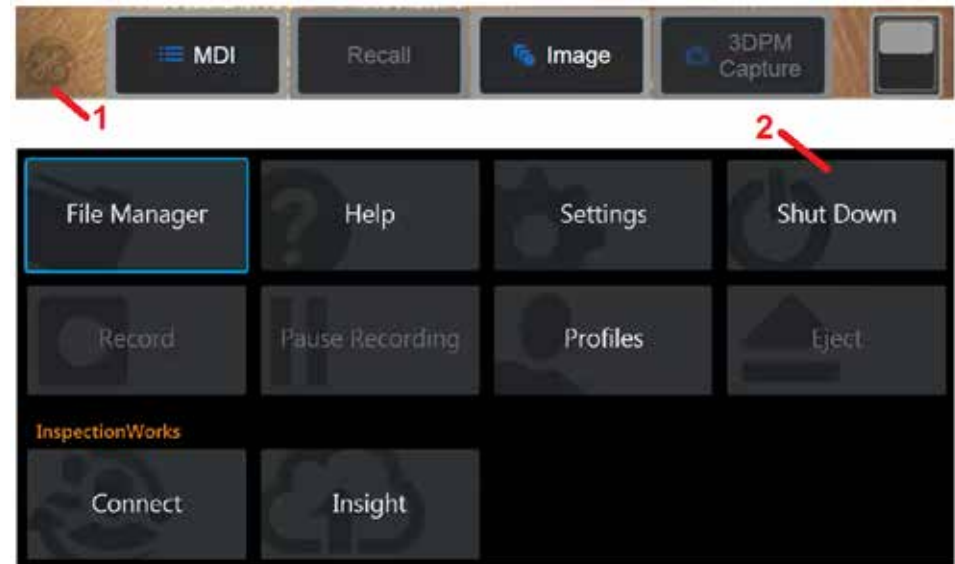 MDI
Recall
Image
3DPM
Capture
1
2
File Manager
Help
Settings
Shut Down
Record
Pause Recording
Profiles
Eject
InspectionWorks
Connect
Insight